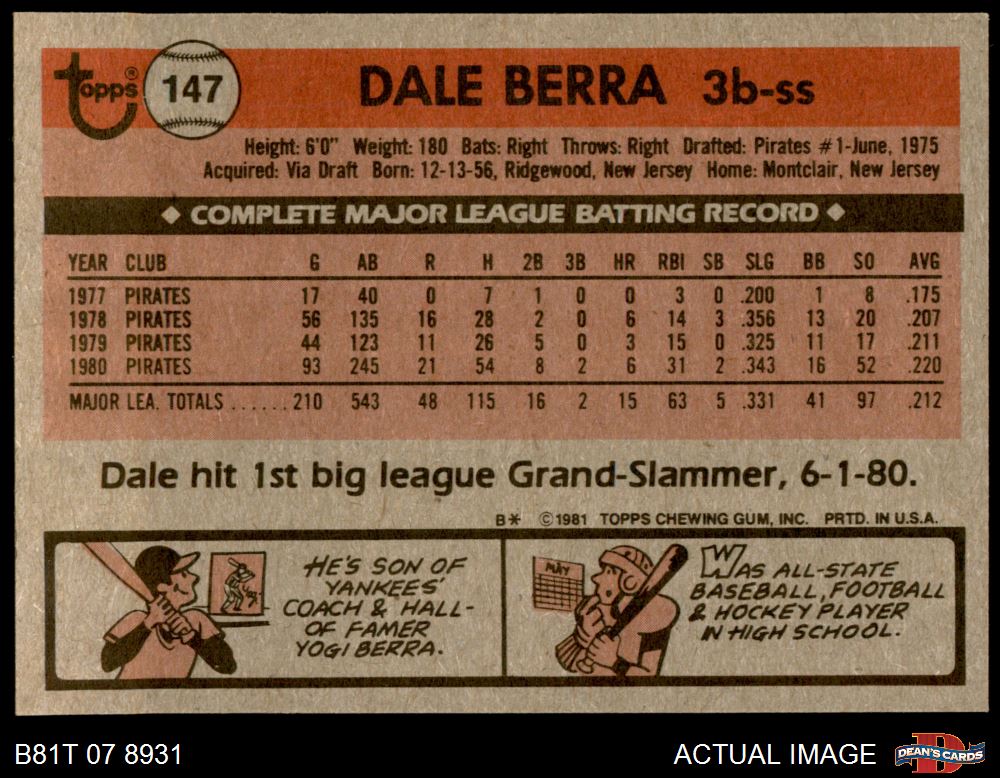 topps® 147 DALE BERRA 3b-ss
Height: 6'0" Weight: 180 Bats: Right Throws: Right Drafted: Pirates #1-June, 1975
Acquired: Via Draft Born: 12-13-56, Ridgewood, New Jersey Home: Montclair, New Jersey
◆ COMPLETE MAJOR LEAGUE BATTING RECORD ◆
YEAR CLUB G AB R H 2B 3B HR RBI SB SLG BB SO AVG
1977 PIRATES 17 40 0 7 1 0 0 3 0 .200 1 8 .175
1978 PIRATES 56 135 16 28 2 0 6 14 3 .356 13 20 .207
1979 PIRATES 44 123 11 26 5 0 3 15 0 .325 11 17 .211
1980 PIRATES 93 245 21 54 8 2 6 31 2 .343 16 52 .220
MAJOR LEA. TOTALS ......210 543 48 115 16 2 15 63 5 .331 41 97 .212
Dale hit 1st big league Grand-Slammer, 6-1-80.
B* ©1981 TOPPS CHEWING GUM, INC. PRTD. IN U.S.A.
HE'S SON OF
YANKEES'
COACH & HALL-
OF FAMER
YOGI BERRA.
MAY
WAS ALL-STATE
BASEBALL, FOOTBALL
& HOCKEY PLAYER
IN HIGH SCHOOL.
B81T 07 8931 ACTUAL IMAGE DEAN'S CARDS